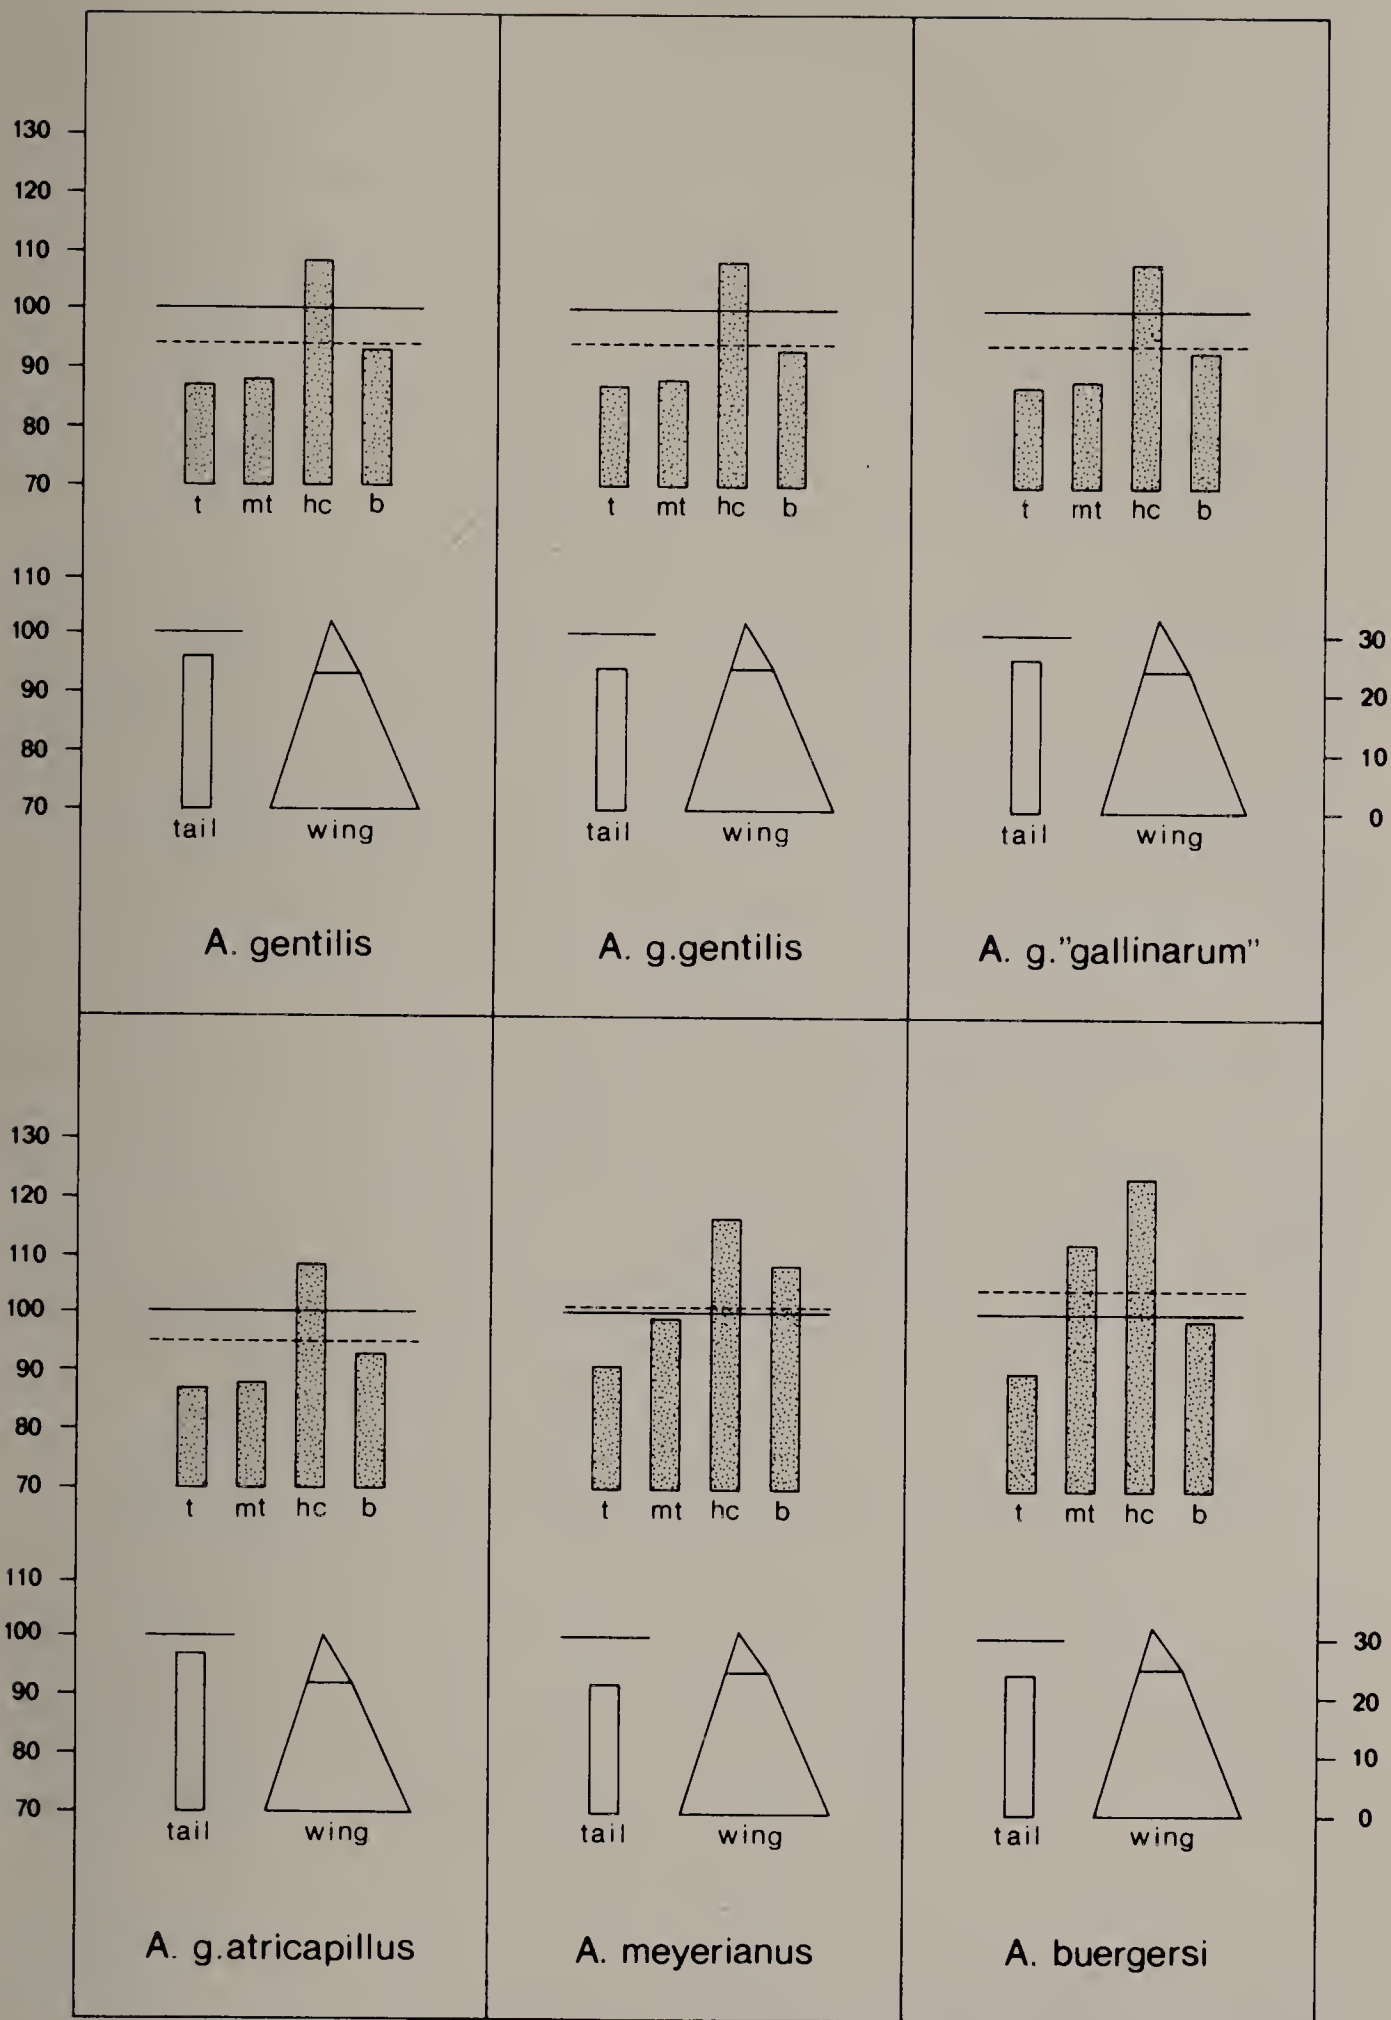 130
120
110
100
90
80
70
t mt hc b
t mt hc b
t mt hc b
110
100
90
80
70
30
20
10
0
tail wing
tail wing
tail wing
A. gentilis
A. g.gentilis
A. g."gallinarum"
130
120
110
100
90
80
70
t mt hc b
t mt hc b
t mt hc b
110
100
90
80
70
30
20
10
0
tail wing
tail wing
tail wing
A. g.atricapillus
A. meyerianus
A. buergersi